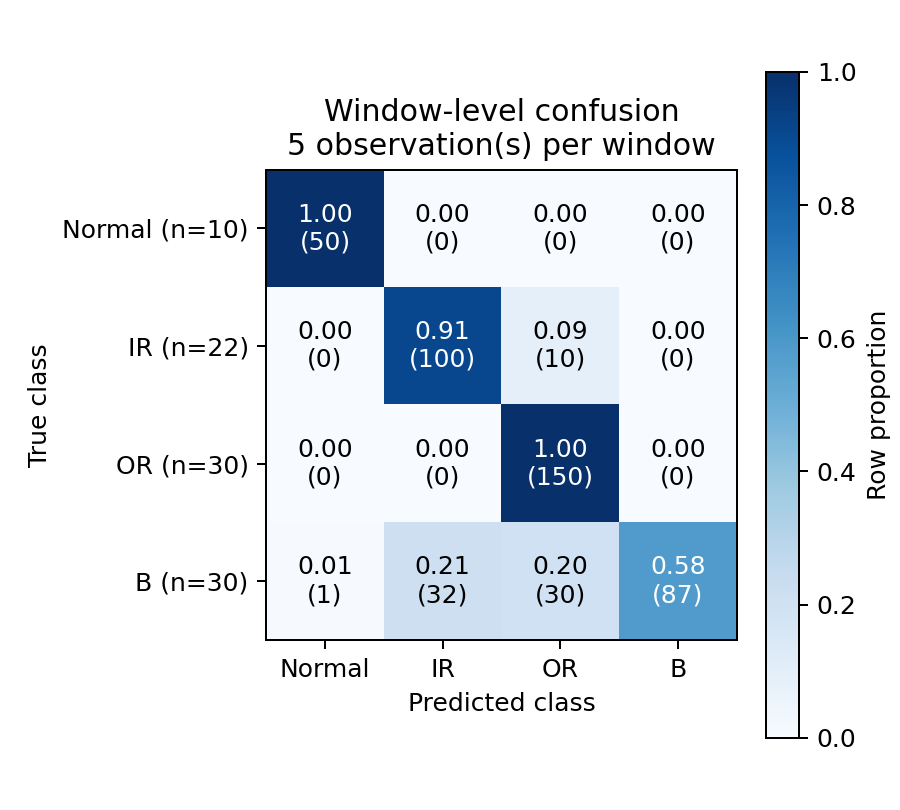 Window-level confusion
5 observation(s) per window
True class
Normal (n=10)
1.00 0.00 0.00 0.00
(50) (0) (0) (0)
IR (n=22)
0.00 0.91 0.09 0.00
(0) (100) (10) (0)
OR (n=30)
0.00 0.00 1.00 0.00
(0) (0) (150) (0)
B (n=30)
0.01 0.21 0.20 0.58
(1) (32) (30) (87)
Normal IR OR B
Predicted class
1.0
0.8
0.6
0.4
0.2
0.0
Row proportion